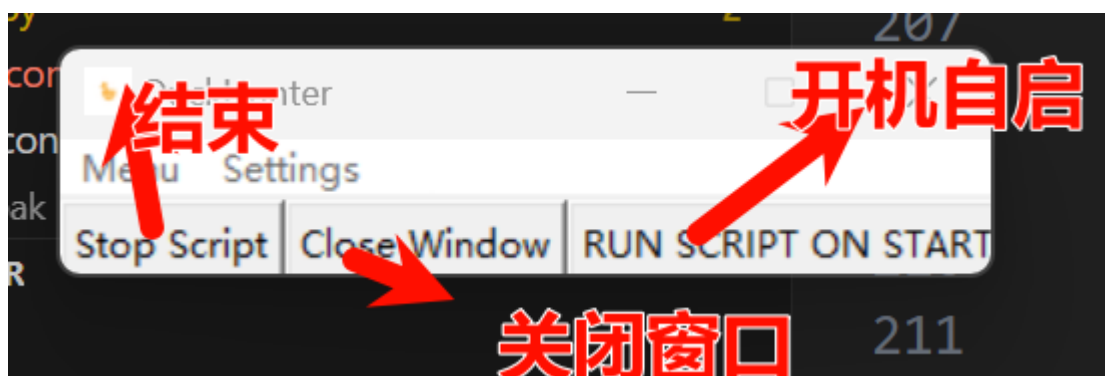 2
207
开机自启
结束
Menu Settings
Stop Script Close Window RUN SCRIPT ON START
关闭窗口
211